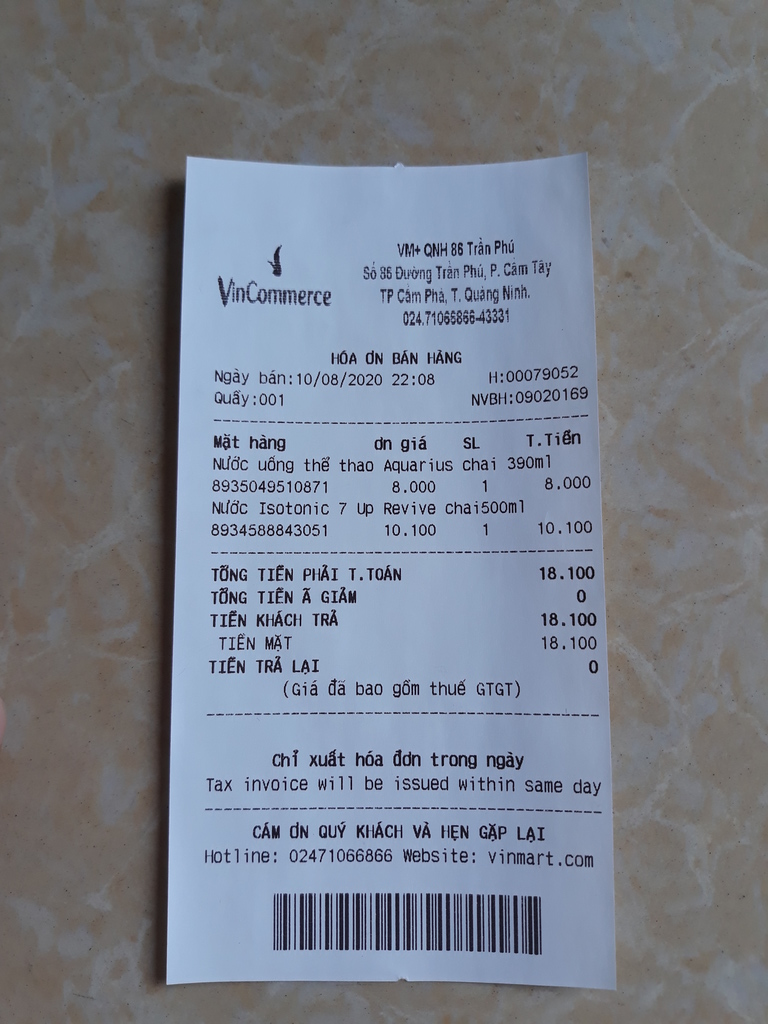 VinCommerce
VM+ QNH 86 Trần Phú
Số 86 Đường Trần Phú, P. Cẩm Tây
TP Cẩm Phả, T. Quảng Ninh.
024.71066866-43331
HÓA ƠN BÁN HÀNG
Ngày bán:10/08/2020 22:08 H:00079052
Quầy:001 NVBH:09020169
Mặt hàng ơn giá SL T.Tiền
Nước uống thể thao Aquarius chai 390ml
8935049510871 8.000 1 8.000
Nước Isotonic 7 Up Revive chai500ml
8934588843051 10.100 1 10.100
TỔNG TIỀN PHẢI T.TOÁN 18.100
TỔNG TIỀN Ã GIẢM 0
TIỀN KHÁCH TRẢ 18.100
TIỀN MẶT 18.100
TIỀN TRẢ LẠI 0
(Giá đã bao gồm thuế GTGT)
Chỉ xuất hóa đơn trong ngày
Tax invoice will be issued within same day
CÁM ƠN QUÝ KHÁCH VÀ HẸN GẶP LẠI
Hotline: 02471066866 Website: vinmart.com